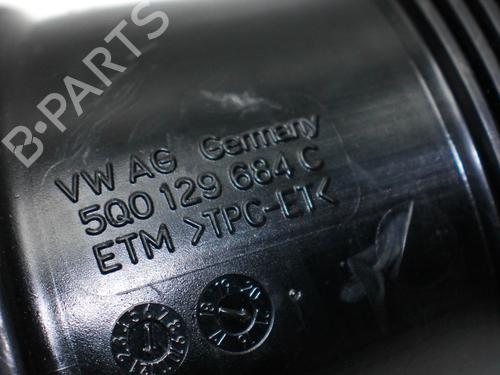 B-PARTS
VW AG Germany
5Q0 129 684 C
ETM >TPC-ET<